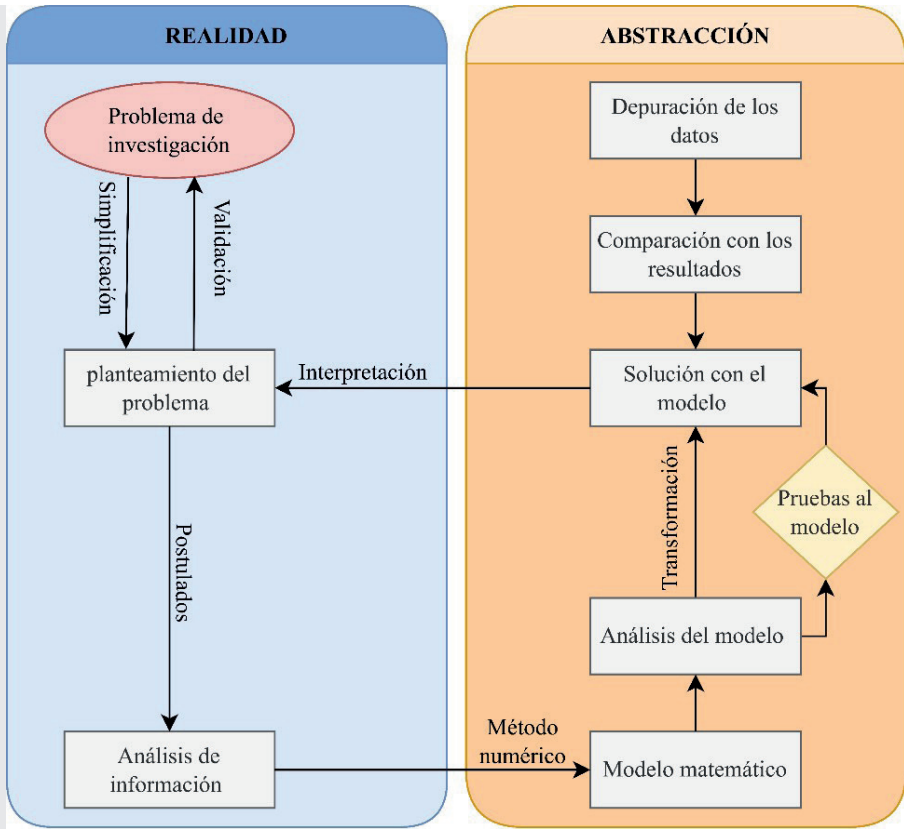 REALIDAD
Problema de
investigación
Simplificación
Validación
planteamiento del
problema
Interpretación
Postulados
Análisis de
información
Método
numérico
ABSTRACCIÓN
Depuración de los
datos
Comparación con los
resultados
Solución con el
modelo
Transformación
Pruebas al
modelo
Análisis del modelo
Modelo matemático